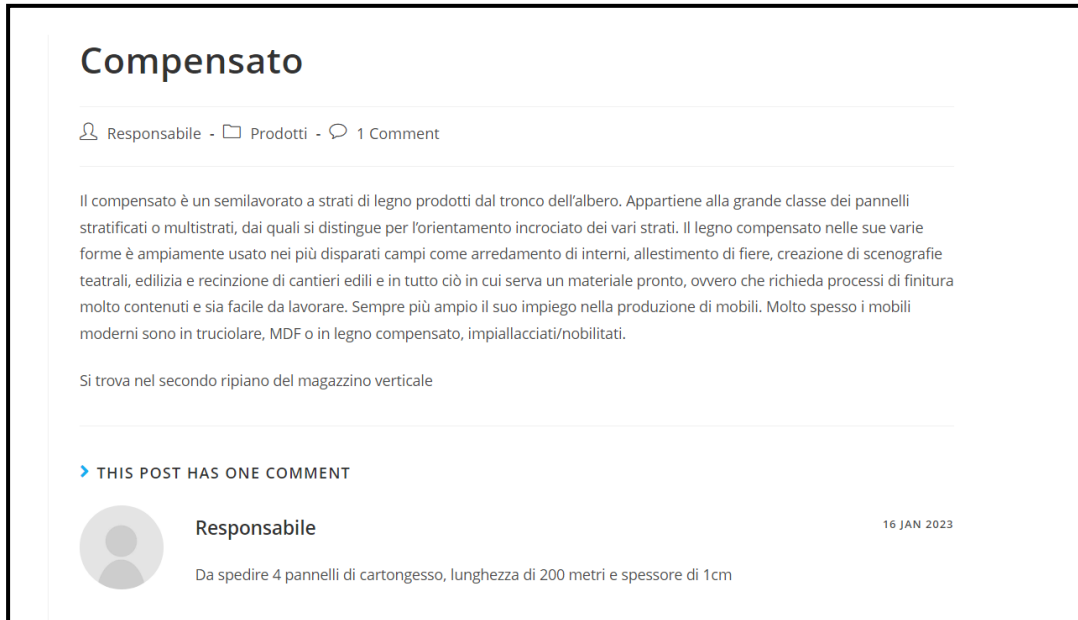 Compensato
Responsabile - Prodotti - 1 Comment
Il compensato è un semilavorato a strati di legno prodotti dal tronco dell’albero. Appartiene alla grande classe dei pannelli
stratificati o multistrati, dai quali si distingue per l’orientamento incrociato dei vari strati. Il legno compensato nelle sue varie
forme è ampiamente usato nei più disparati campi come arredamento di interni, allestimento di fiere, creazione di scenografie
teatrali, edilizia e recinzione di cantieri edili e in tutto ciò in cui serva un materiale pronto, ovvero che richieda processi di finitura
molto contenuti e sia facile da lavorare. Sempre più ampio il suo impiego nella produzione di mobili. Molto spesso i mobili
moderni sono in truciolare, MDF o in legno compensato, impiallacciati/nobilitati.
Si trova nel secondo ripiano del magazzino verticale
THIS POST HAS ONE COMMENT
Responsabile
16 JAN 2023
Da spedire 4 pannelli di cartongesso, lunghezza di 200 metri e spessore di 1cm